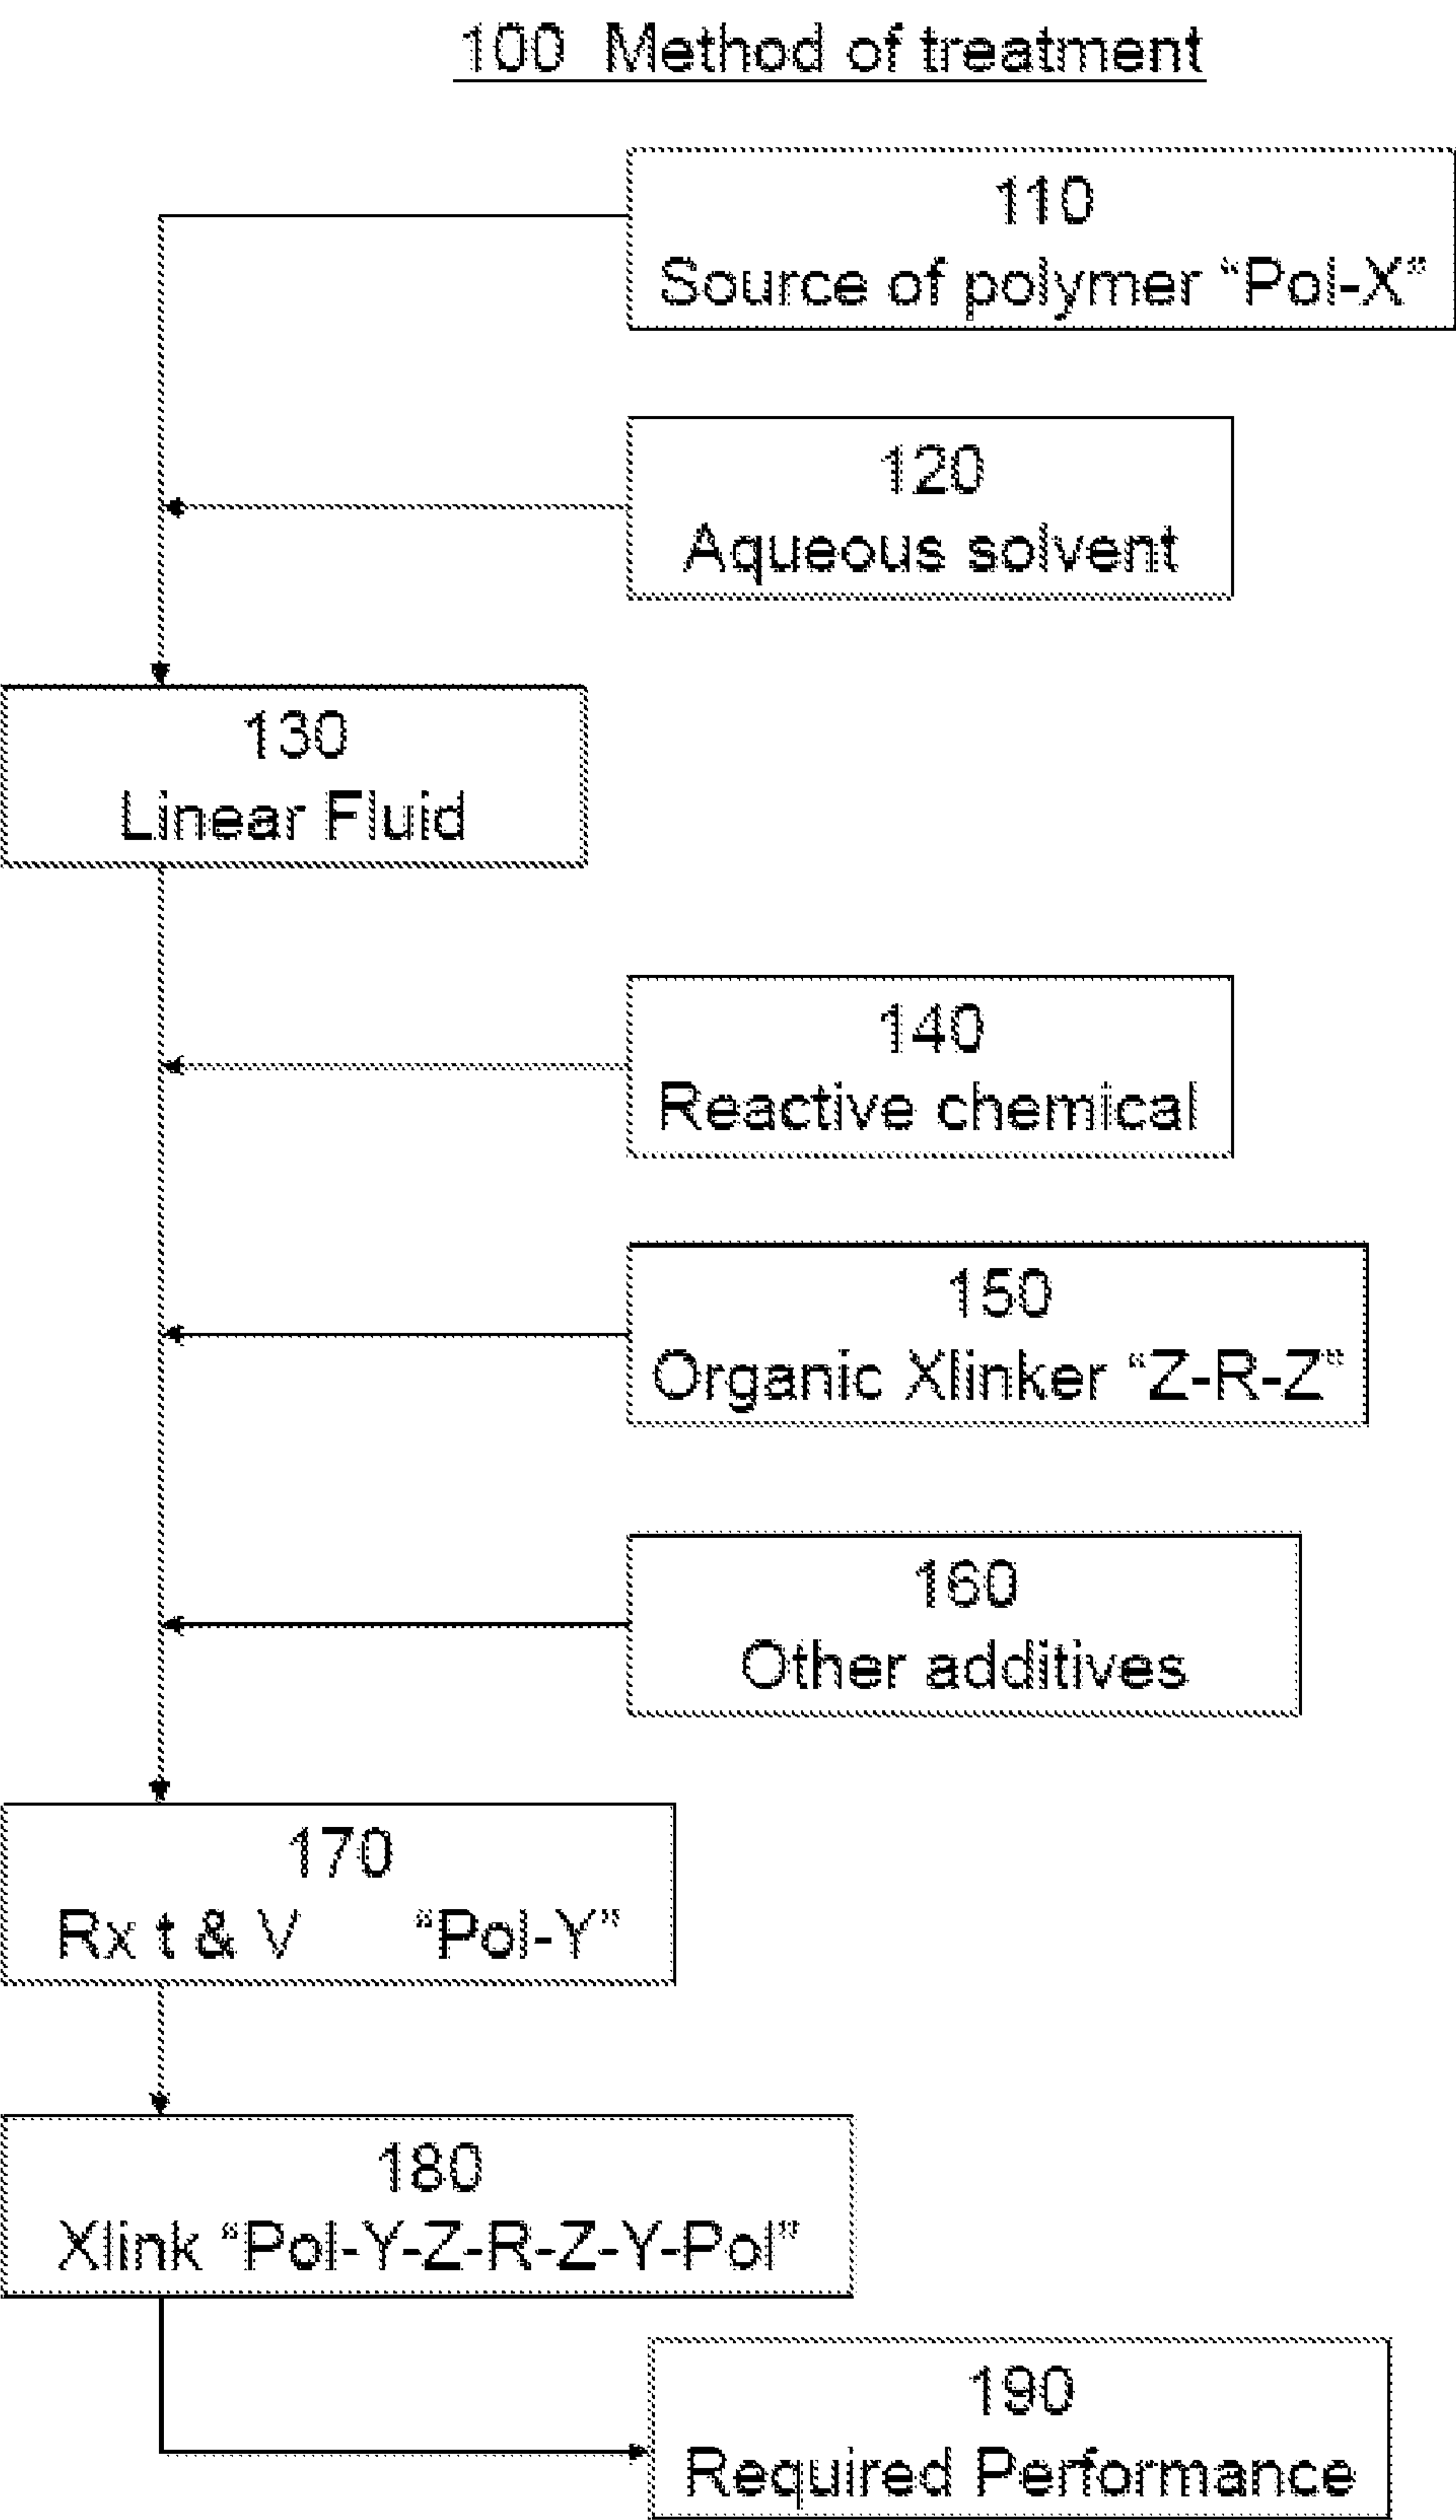 100 Method of treatment
110
Source of polymer “Pol-X”
120
Aqueous solvent
130
Linear Fluid
140
Reactive chemical
150
Organic Xlinker “Z-R-Z”
160
Other additives
170
Rx t & V “Pol-Y”
180
Xlink “Pol-Y-Z-R-Z-Y-Pol”
190
Required Performance